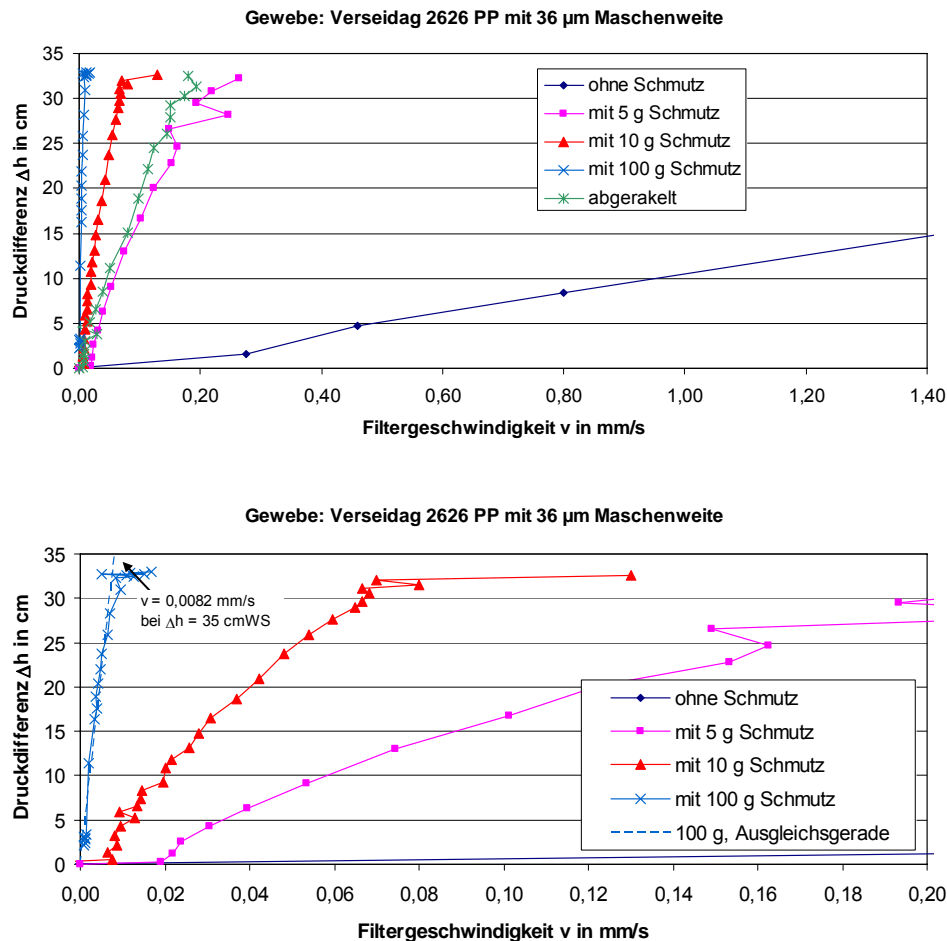 Gewebe: Verseidag 2626 PP mit 36 µm Maschenweite
35
30
25
20
15
10
5
0
Druckdifferenz Δh in cm
ohne Schmutz
mit 5 g Schmutz
mit 10 g Schmutz
mit 100 g Schmutz
abgerakelt
0,00
0,20
0,40
0,60
0,80
1,00
1,20
1,40
Filtergeschwindigkeit v in mm/s
Gewebe: Verseidag 2626 PP mit 36 µm Maschenweite
35
30
25
20
15
10
5
0
Druckdifferenz Δh in cm
v = 0,0082 mm/s
bei Δh = 35 cmWS
ohne Schmutz
mit 5 g Schmutz
mit 10 g Schmutz
mit 100 g Schmutz
100 g, Ausgleichsgerade
0,00
0,02
0,04
0,06
0,08
0,10
0,12
0,14
0,16
0,18
0,20
Filtergeschwindigkeit v in mm/s